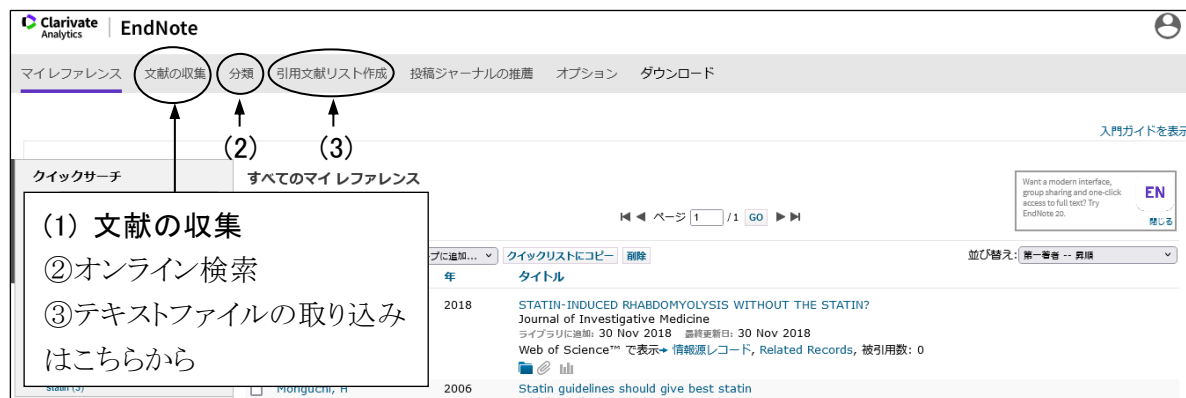 Clarivate
Analytics
EndNote
マイレファレンス 文献の収集 分類 引用文献リスト作成 投稿ジャーナルの推薦 オプション ダウンロード
(2) (3)
入門ガイドを表示
クイックサーチ
すべてのマイ レファレンス
Want a modern interface,
group sharing and one-click
access to full text? Try
EndNote 20.
EN
閉じる
ページ 1 /1 GO
(1) 文献の収集
②オンライン検索
③テキストファイルの取り込み
はこちらから
プに追加... クイックリストにコピー 削除
並び替え: 第一著者 -- 昇順
年 タイトル
2018 STATIN-INDUCED RHABDOMYOLYSIS WITHOUT THE STATIN?
Journal of Investigative Medicine
ライブラリに追加: 30 Nov 2018 最終更新日: 30 Nov 2018
Web of Science™ で表示→ 情報源レコード, Related Records, 被引用数: 0
statin (3)
Moriguchi, H 2006 Statin guidelines should give best statin